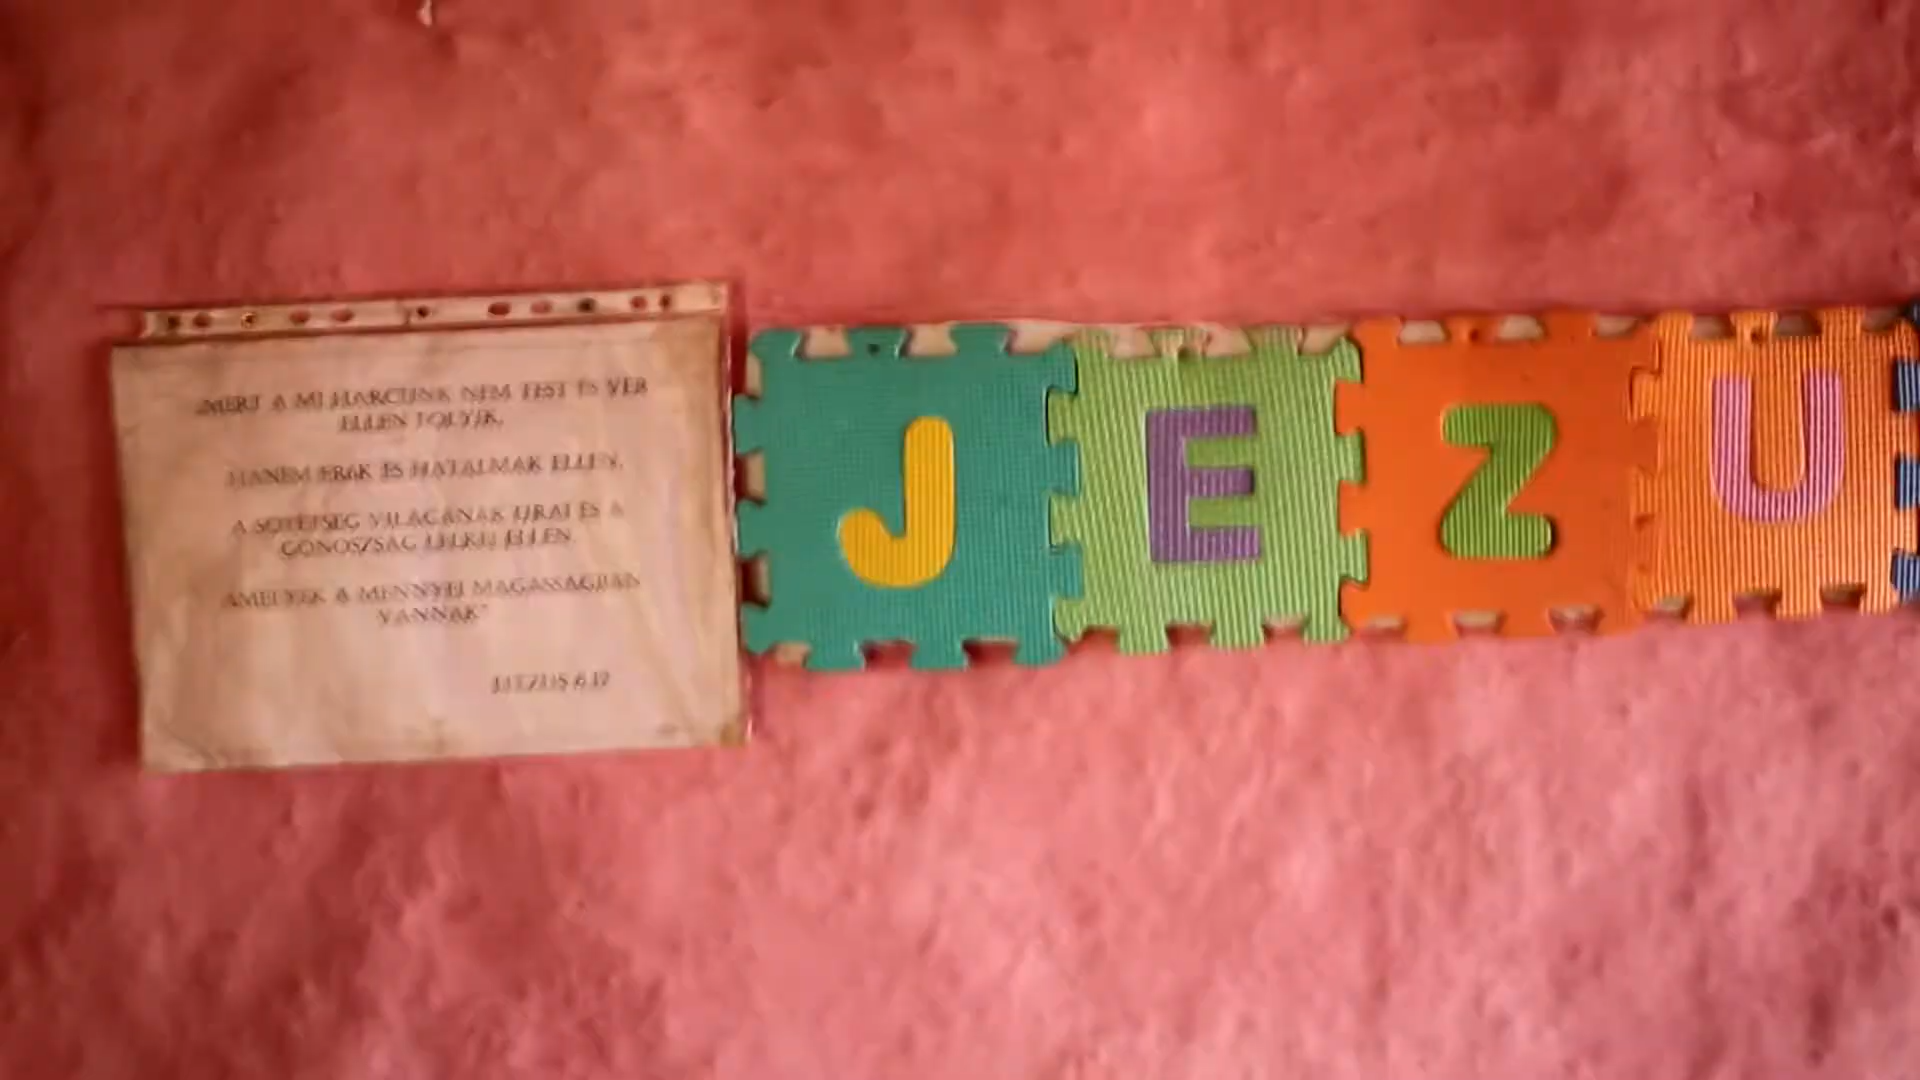 „MERT A MI HARCUNK NEM TEST ÉS VÉR
ELLEN FOLYIK,
HANEM ERŐK ÉS HATALMAK ELLEN,
A SÖTÉTSÉG VILÁGÁNAK URAI ÉS A
GONOSZSÁG LELKEI ELLEN,
AMELYEK A MENNYEI MAGASSÁGBAN
VANNAK"
EFEZUS 6,12
JEZU